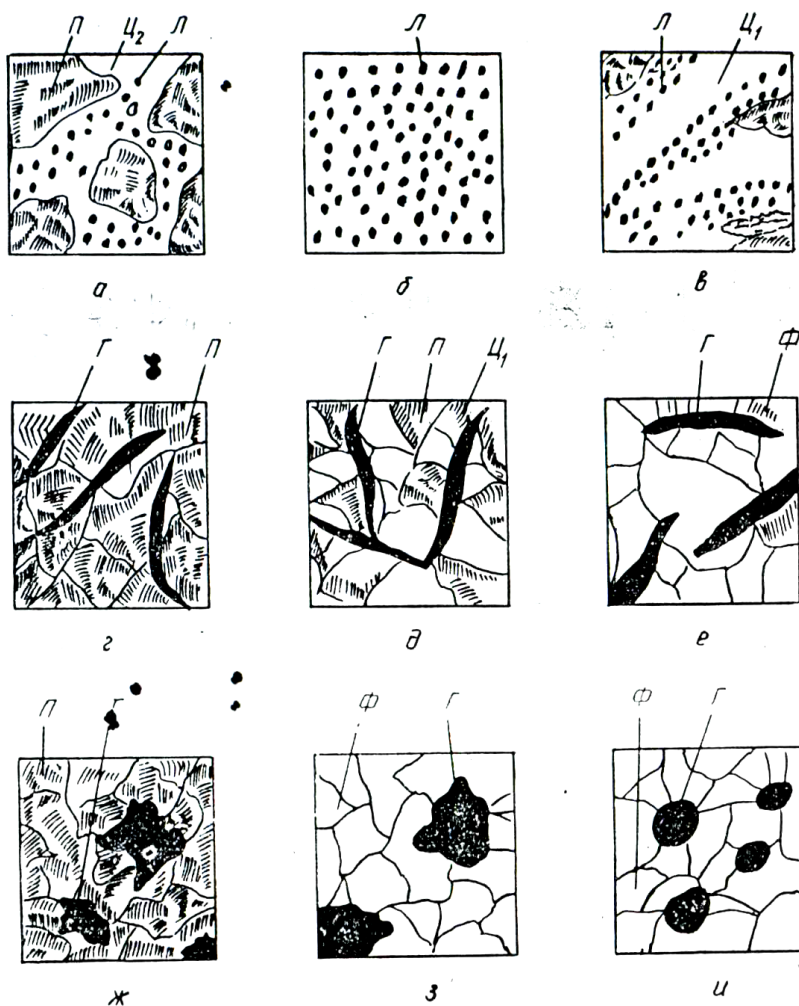 П Ц₂ Л
Л
Л Ц₁
а
б
в
Г П
Г П Ц₁
Г Ф
г
д
е
П Г
Ф Г
Ф Г
ж
з
и